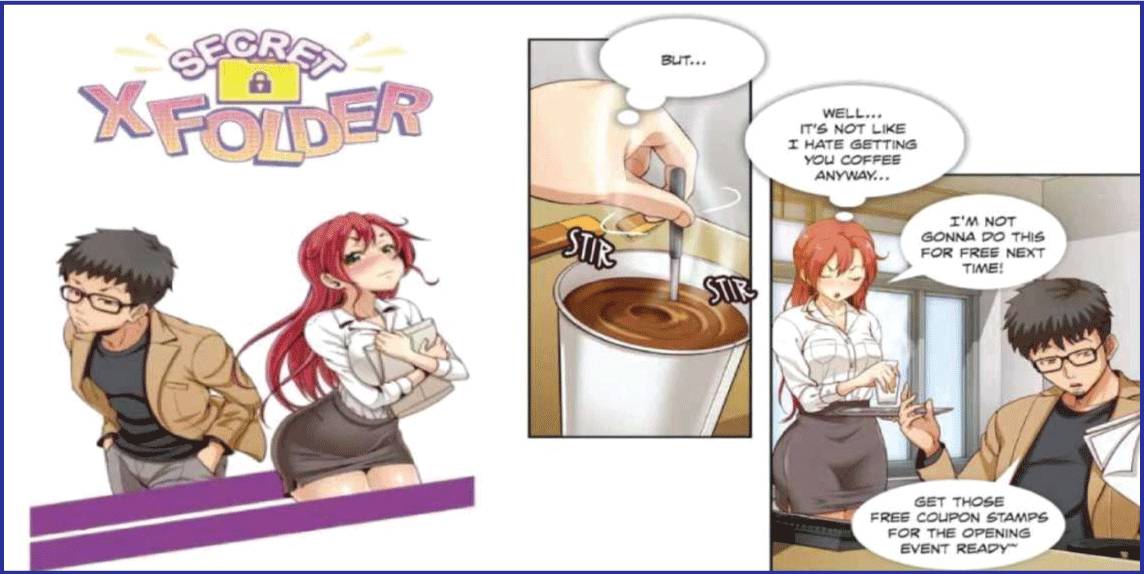 SECRET
X FOLDER
BUT...
STIR
STIR
WELL...
IT'S NOT LIKE
I HATE GETTING
YOU COFFEE
ANYWAY...
I'M NOT
GONNA DO THIS
FOR FREE NEXT
TIME!
GET THOSE
FREE COUPON STAMPS
FOR THE OPENING
EVENT READY~